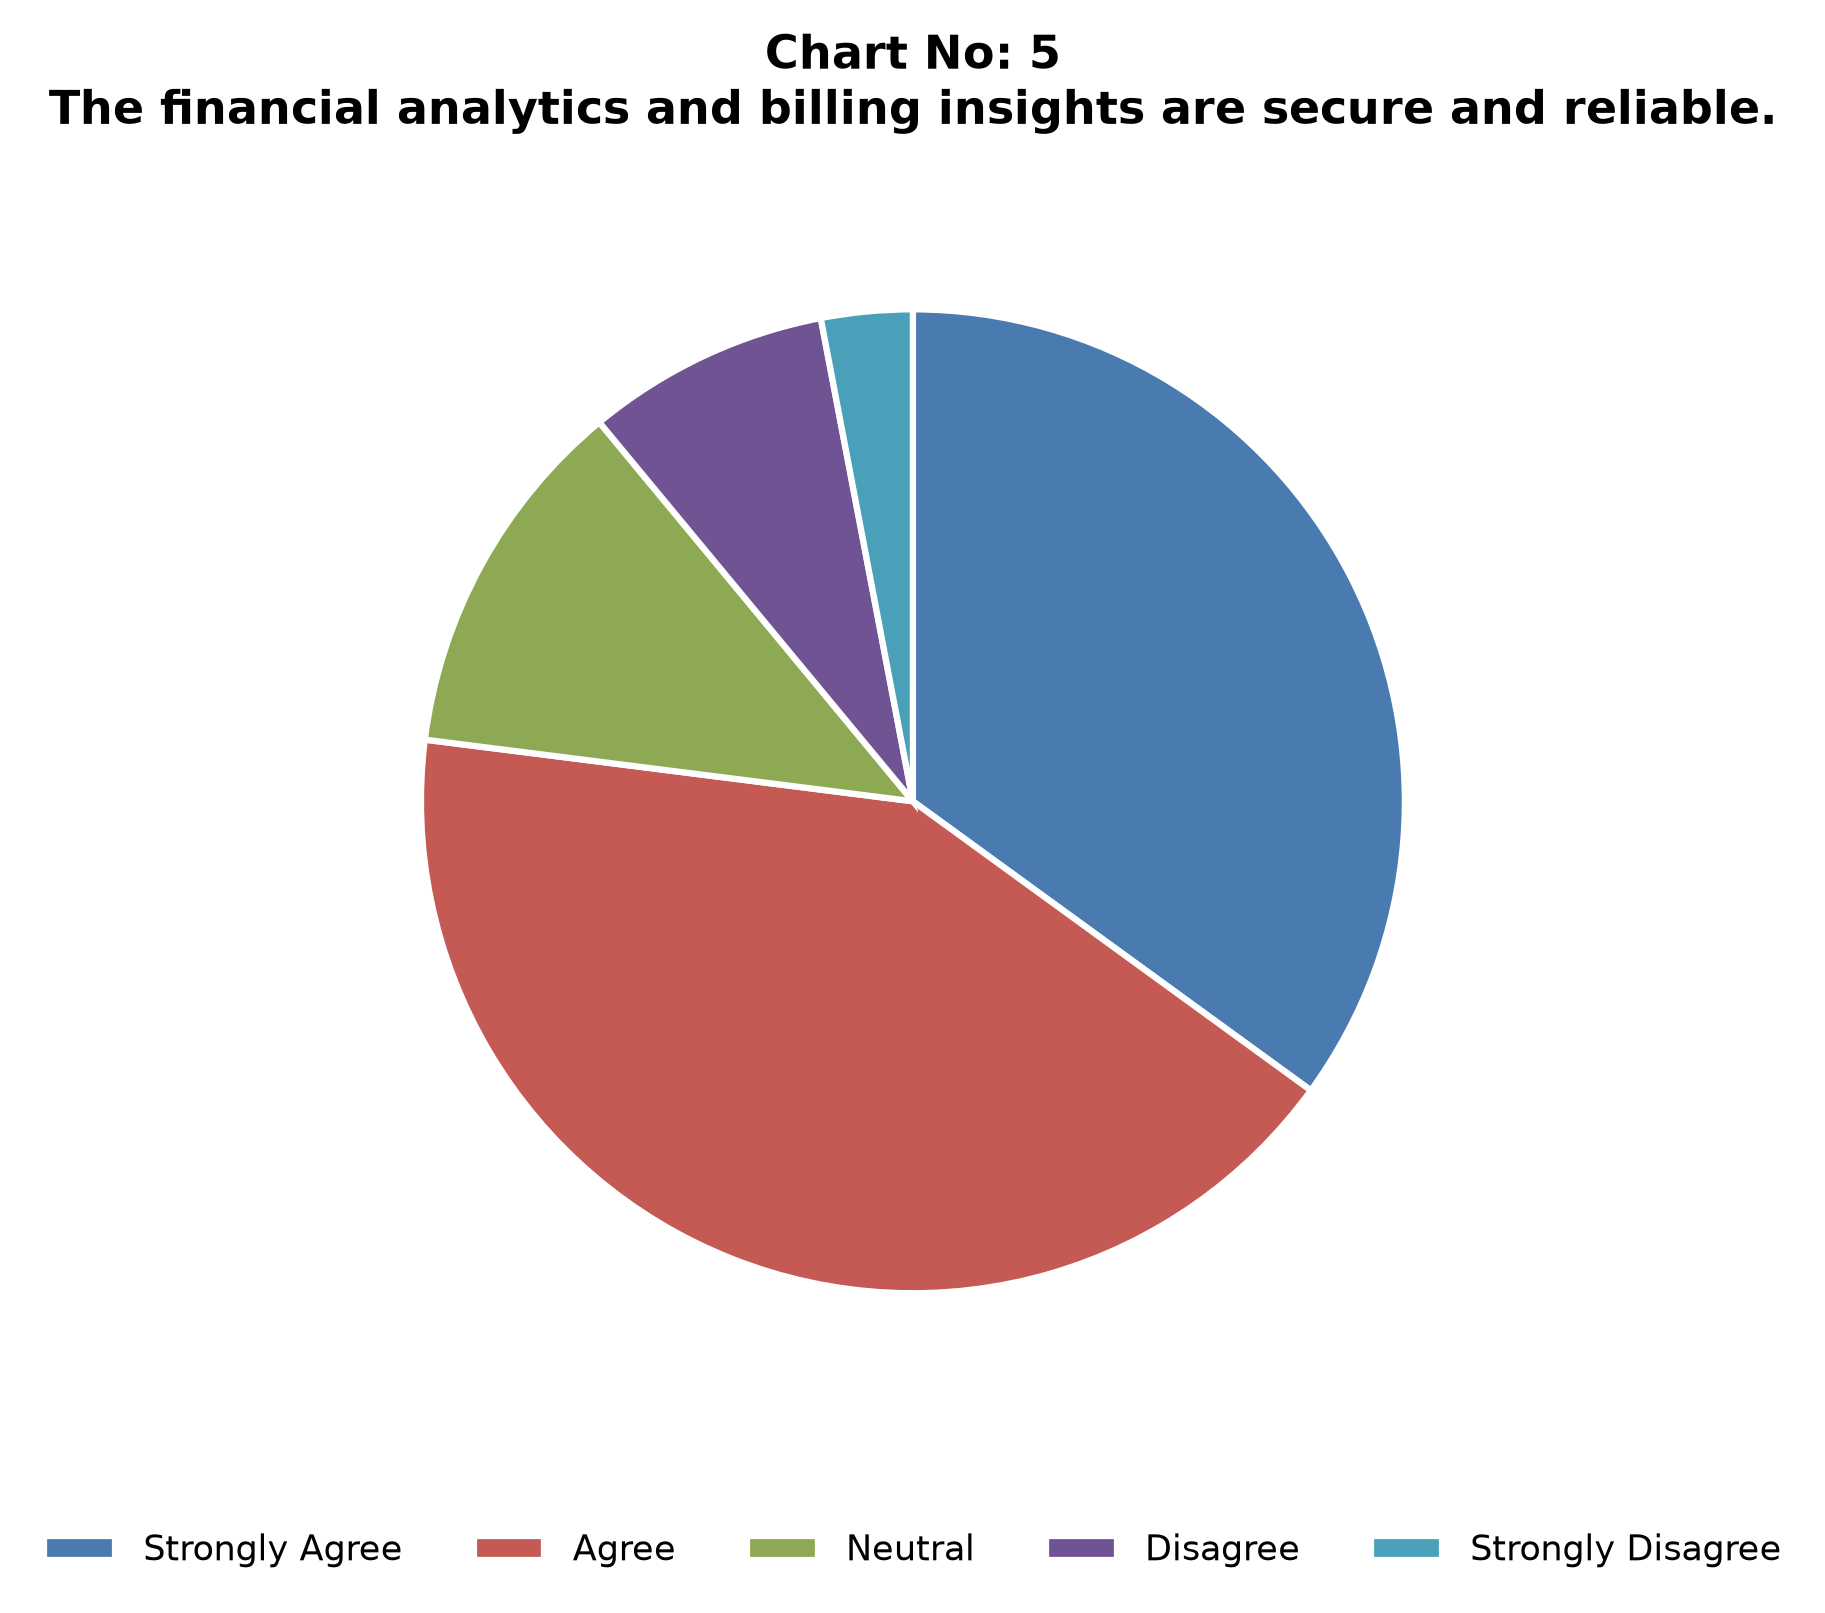 Chart No: 5
The financial analytics and billing insights are secure and reliable.
Strongly Agree Agree Neutral Disagree Strongly Disagree